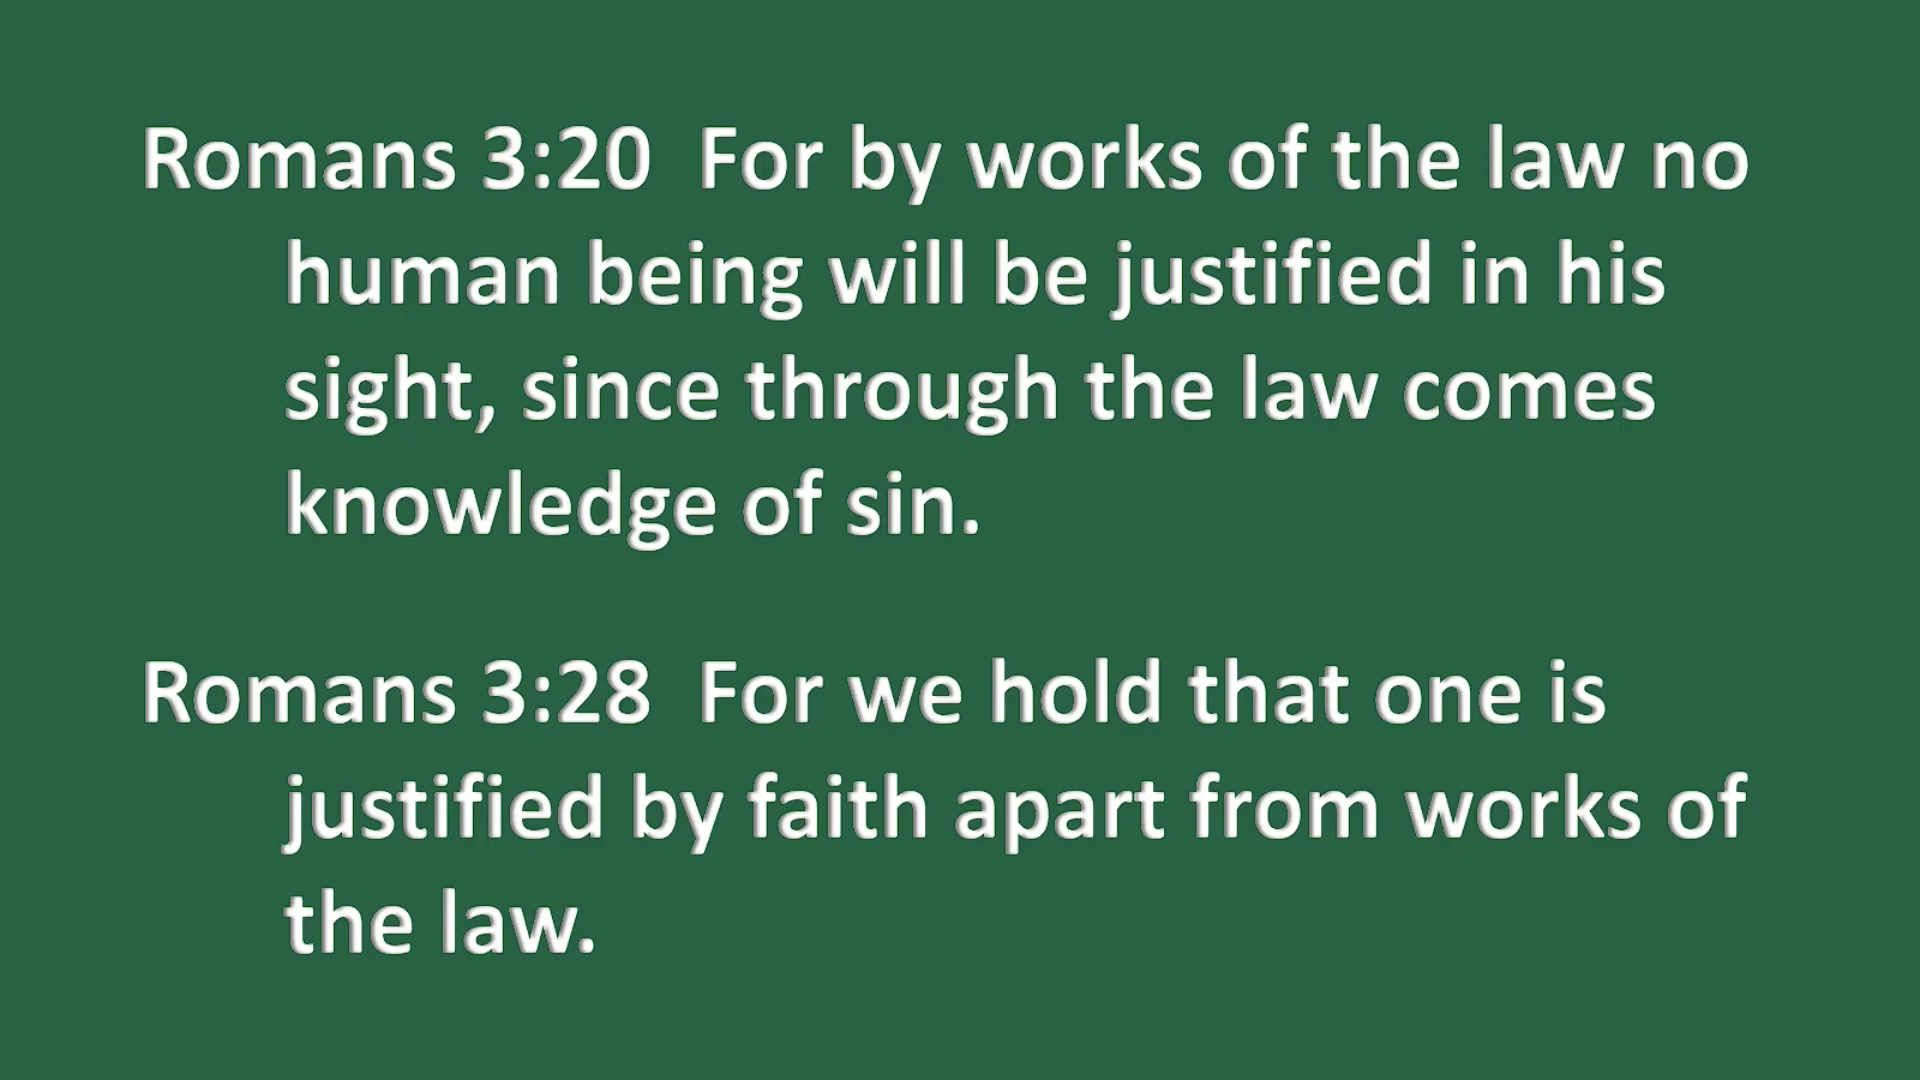 Romans 3:20  For by works of the law no
human being will be justified in his
sight, since through the law comes
knowledge of sin.
Romans 3:28  For we hold that one is
justified by faith apart from works of
the law.